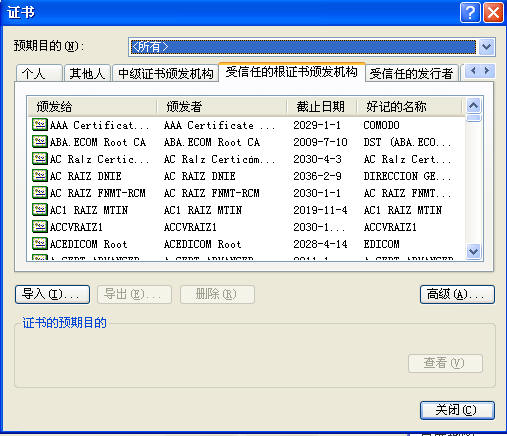 证书
预期目的(N):
<所有>
个人 其他人 中级证书颁发机构 受信任的根证书颁发机构 受信任的发行者
颁发给 颁发者 截止日期 好记的名称
AAA Certificat... AAA Certificate ... 2029-1-1 COMODO
ABA.ECOM Root CA ABA.ECOM Root CA 2009-7-10 DST (ABA.ECO...
AC Ralz Certic... AC Ralz Certicóm... 2030-4-3 AC Ralz Cert...
AC RAIZ DNIE AC RAIZ DNIE 2036-2-9 DIRECCION GE...
AC RAIZ FNMT-RCM AC RAIZ FNMT-RCM 2030-1-1 AC RAIZ FNMT...
AC1 RAIZ MTIN AC1 RAIZ MTIN 2019-11-4 AC1 RAIZ MTIN
ACCVRAIZ1 ACCVRAIZ1 2030-1... ACCVRAIZ1
ACEDICOM Root ACEDICOM Root 2028-4-14 EDICOM
导入(I)... 导出(E)... 删除(R) 高级(A)...
证书的预期目的
查看(V)
关闭(C)